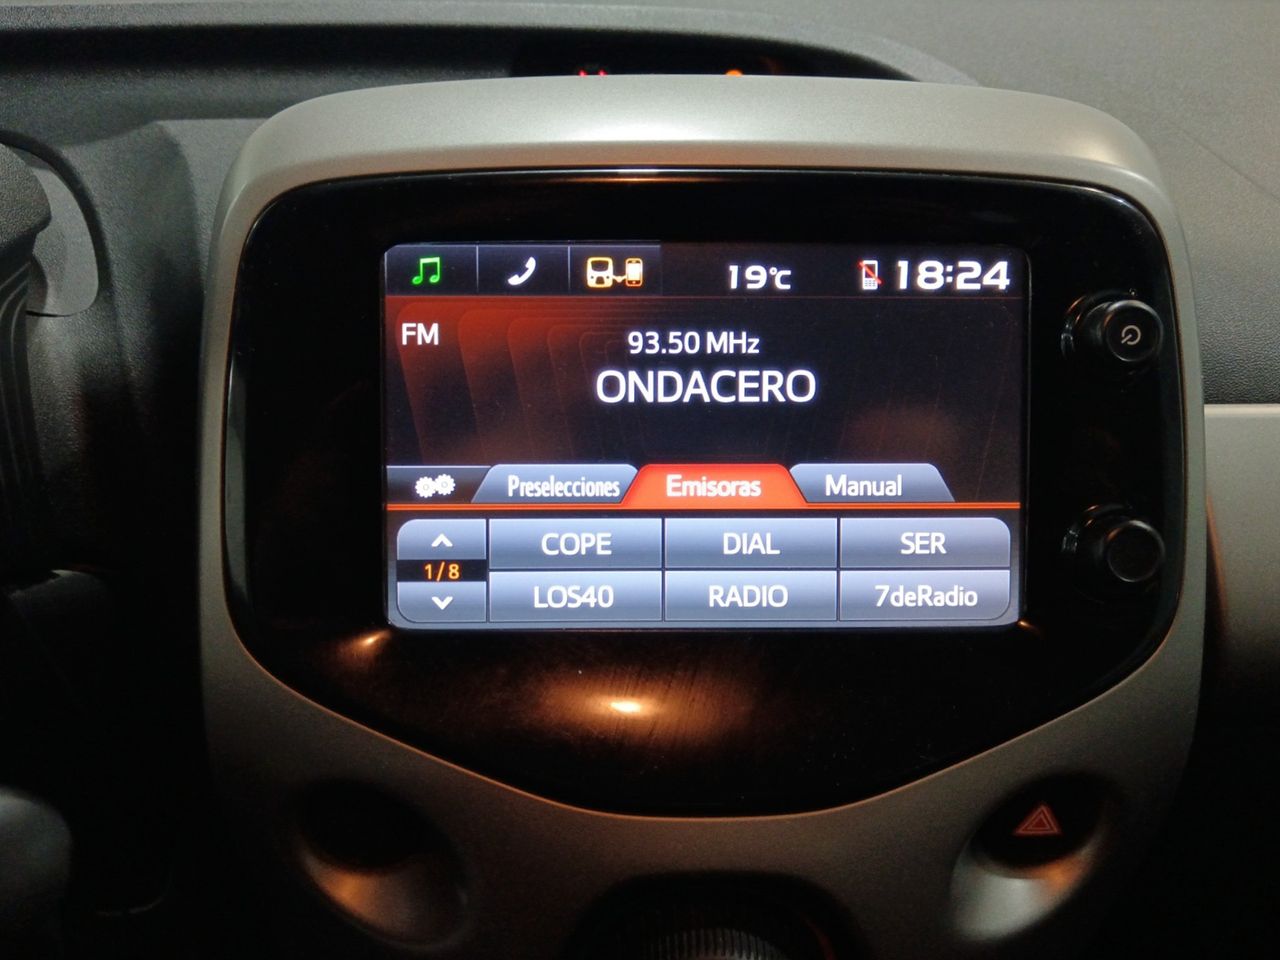 19°C 18:24
FM
93.50 MHz
ONDACERO
Preselecciones Emisoras Manual
COPE DIAL SER
1/8
LOS40 RADIO 7deRadio